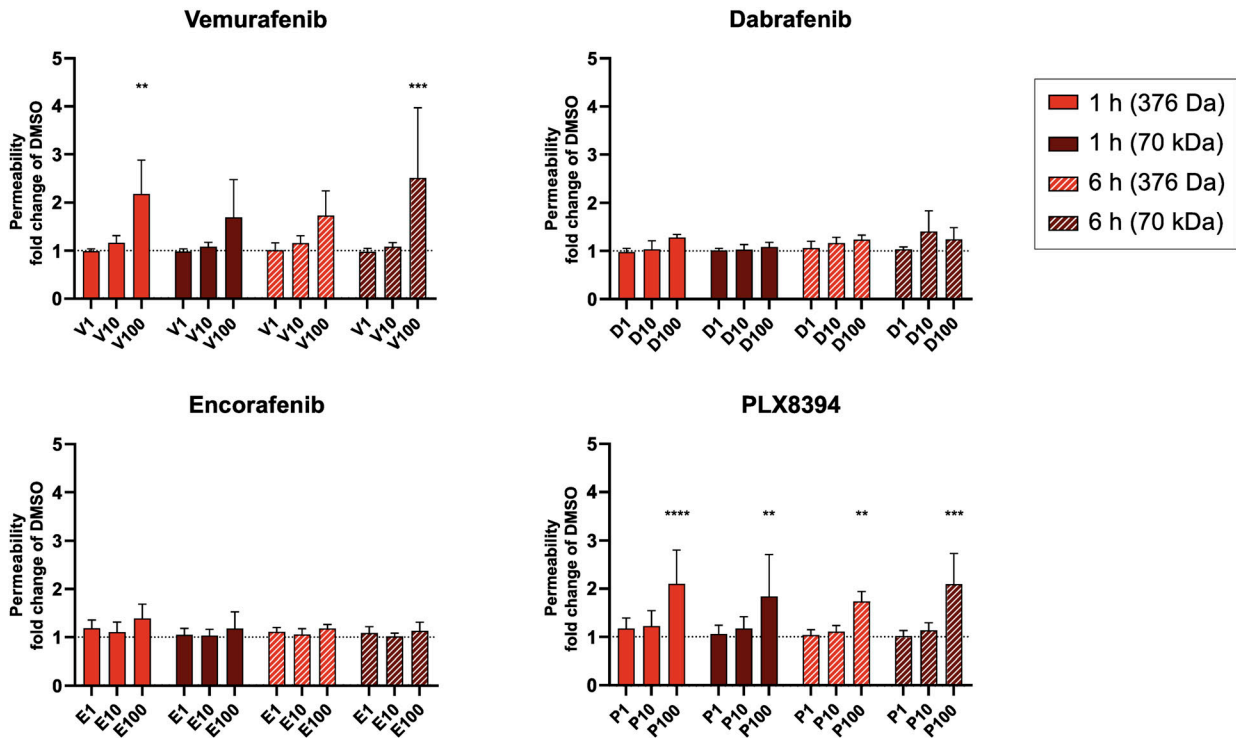 Vemurafenib
Permeability
fold change of DMSO
5
4
3
2
1
0
**
***
V1
V10
V100
V1
V10
V100
V1
V10
V100
V1
V10
V100
Dabrafenib
Permeability
fold change of DMSO
5
4
3
2
1
0
D1
D10
D100
D1
D10
D100
D1
D10
D100
D1
D10
D100
1 h (376 Da)
1 h (70 kDa)
6 h (376 Da)
6 h (70 kDa)
Encorafenib
Permeability
fold change of DMSO
5
4
3
2
1
0
E1
E10
E100
E1
E10
E100
E1
E10
E100
E1
E10
E100
PLX8394
Permeability
fold change of DMSO
5
4
3
2
1
0
****
**
**
***
P1
P10
P100
P1
P10
P100
P1
P10
P100
P1
P10
P100